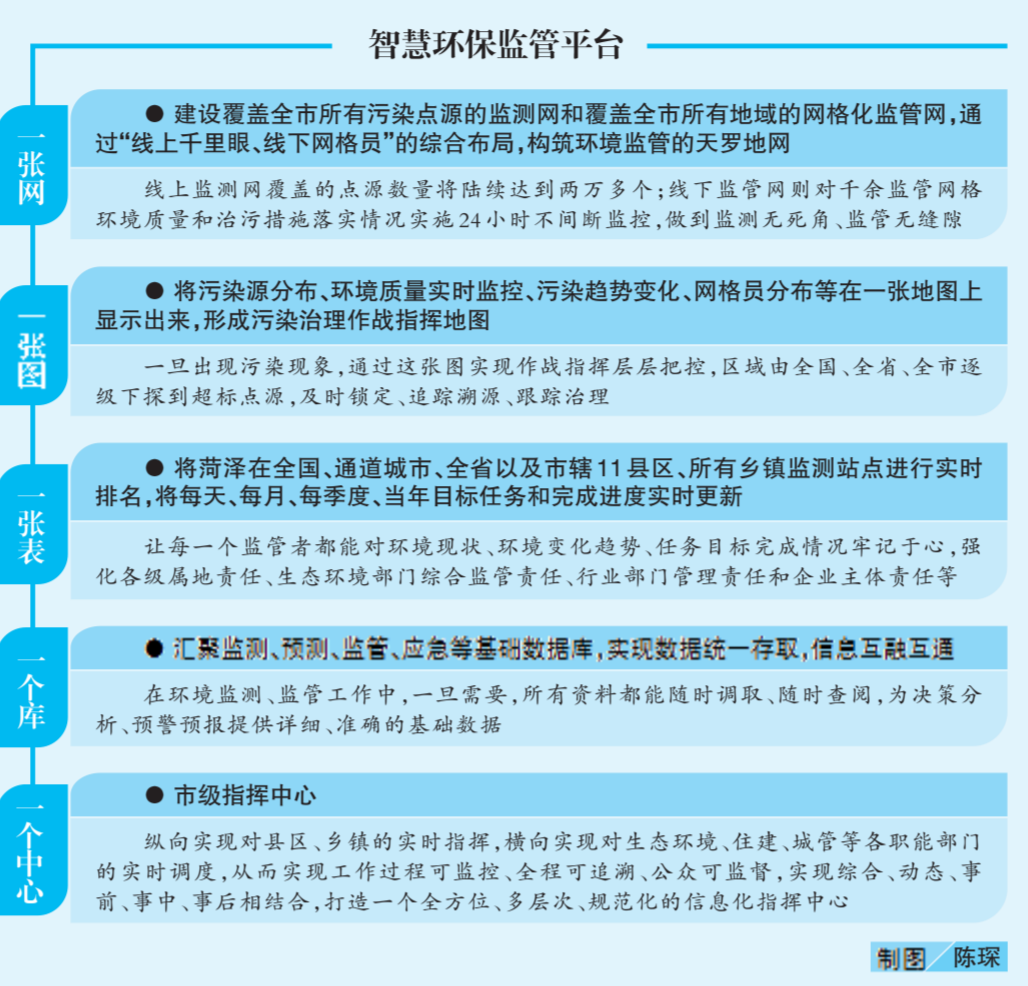 智慧环保监管平台
一张网
● 建设覆盖全市所有污染点源的监测网和覆盖全市所有地域的网格化监管网,通
过“线上千里眼、线下网格员”的综合布局,构筑环境监管的天罗地网
线上监测网覆盖的点源数量将陆续达到两万多个;线下监管网则对千余监管网格
环境质量和治污措施落实情况实施24小时不间断监控,做到监测无死角、监管无缝隙
一张图
● 将污染源分布、环境质量实时监控、污染趋势变化、网格员分布等在一张地图上
显示出来,形成污染治理作战指挥地图
一旦出现污染现象,通过这张图实现作战指挥层层把控,区域由全国、全省、全市逐
级下探到超标点源,及时锁定、追踪溯源、跟踪治理
一张表
● 将菏泽在全国、通道城市、全省以及市辖11县区、所有乡镇监测站点进行实时
排名,将每天、每月、每季度、当年目标任务和完成进度实时更新
让每一个监管者都能对环境现状、环境变化趋势、任务目标完成情况牢记于心,强
化各级属地责任、生态环境部门综合监管责任、行业部门管理责任和企业主体责任等
一个库
● 汇聚监测、预测、监管、应急等基础数据库,实现数据统一存取,信息互融互通
在环境监测、监管工作中,一旦需要,所有资料都能随时调取、随时查阅,为决策分
析、预警预报提供详细、准确的基础数据
一个中心
● 市级指挥中心
纵向实现对县区、乡镇的实时指挥,横向实现对生态环境、住建、城管等各职能部门
的实时调度,从而实现工作过程可监控、全程可追溯、公众可监督,实现综合、动态、事
前、事中、事后相结合,打造一个全方位、多层次、规范化的信息化指挥中心
制图/陈琛